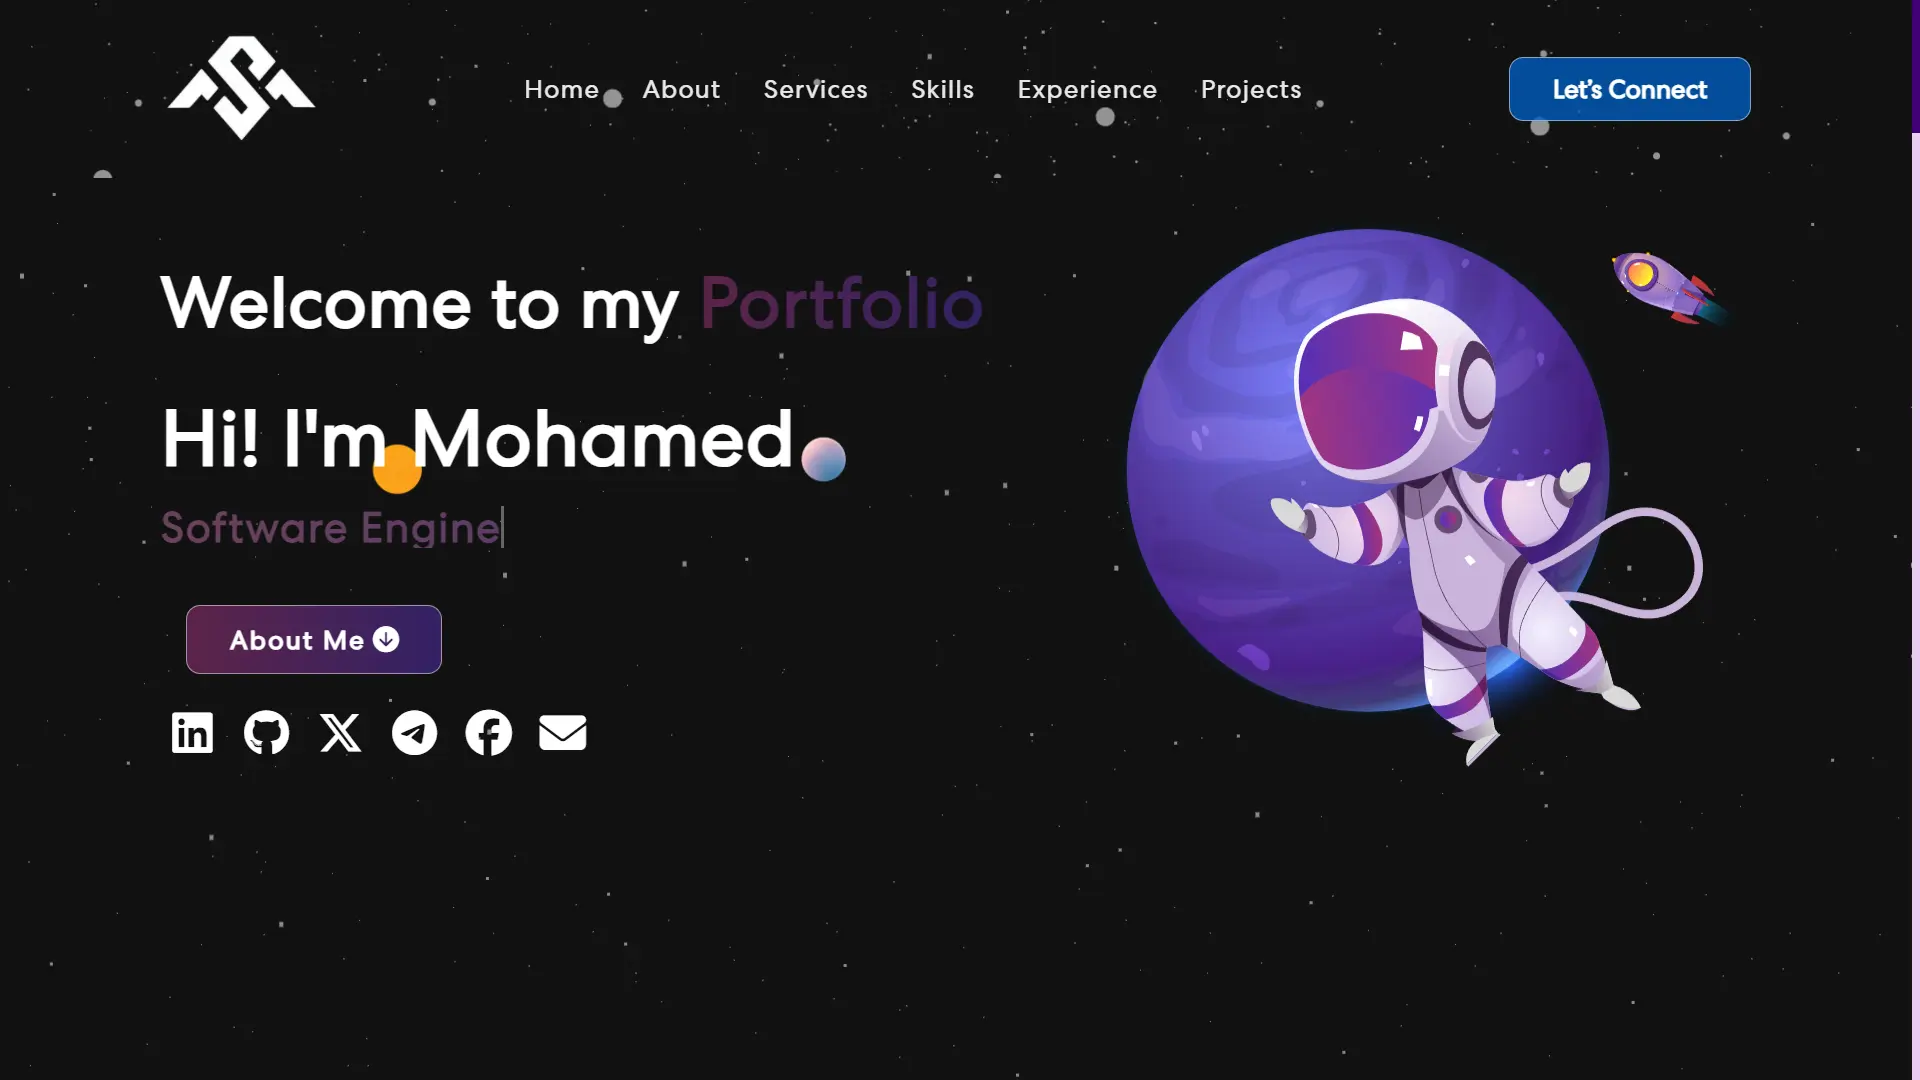 Home About Services Skills Experience Projects
Let’s Connect
Welcome to my Portfolio
Hi! I'm Mohamed
Software Engine
About Me